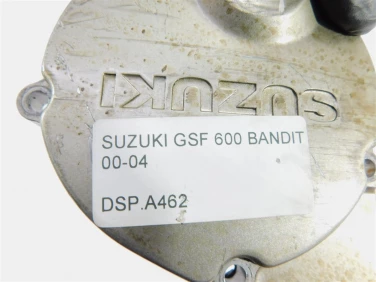 SUZUKI
SUZUKI GSF 600 BANDIT
00-04
DSP.A462